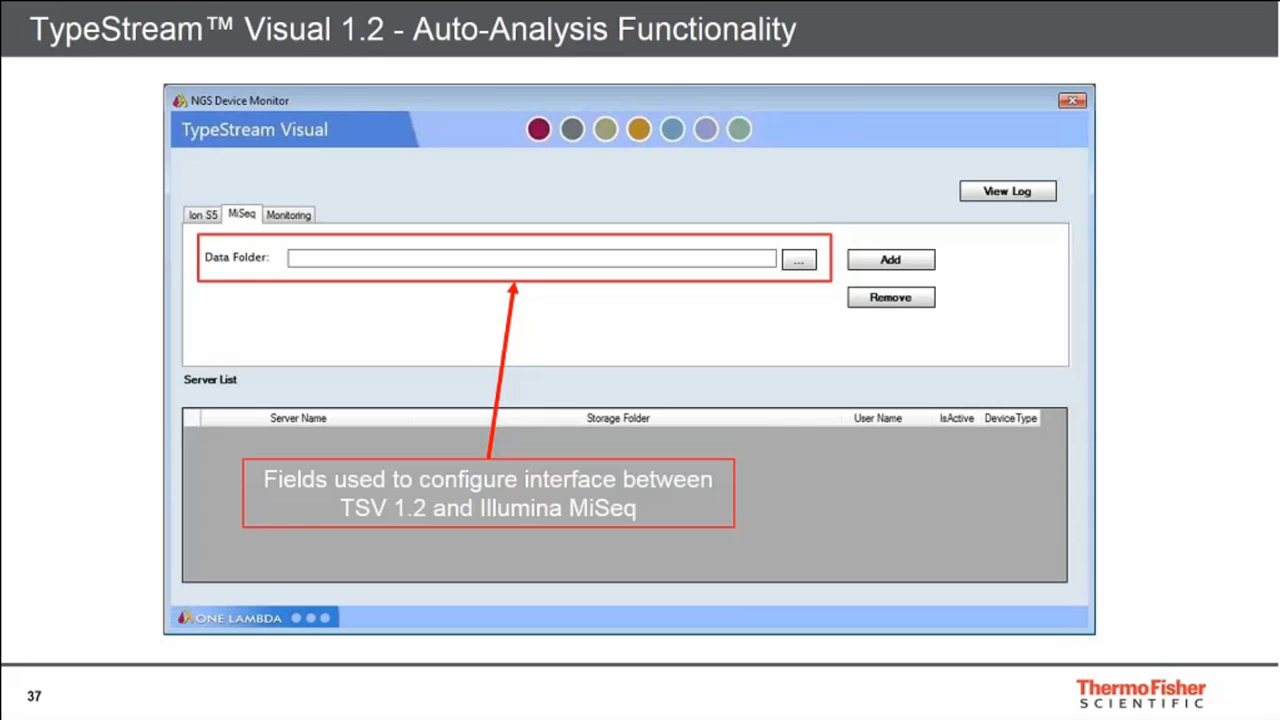 TypeStream™ Visual 1.2 - Auto-Analysis Functionality
NGS Device Monitor
TypeStream Visual
View Log
Ion S5 MiSeq Monitoring
Data Folder: ... Add
Remove
Server List
Server Name Storage Folder User Name IsActive DeviceType
Fields used to configure interface between
TSV 1.2 and Illumina MiSeq
ONE LAMBDA
37
ThermoFisher
SCIENTIFIC